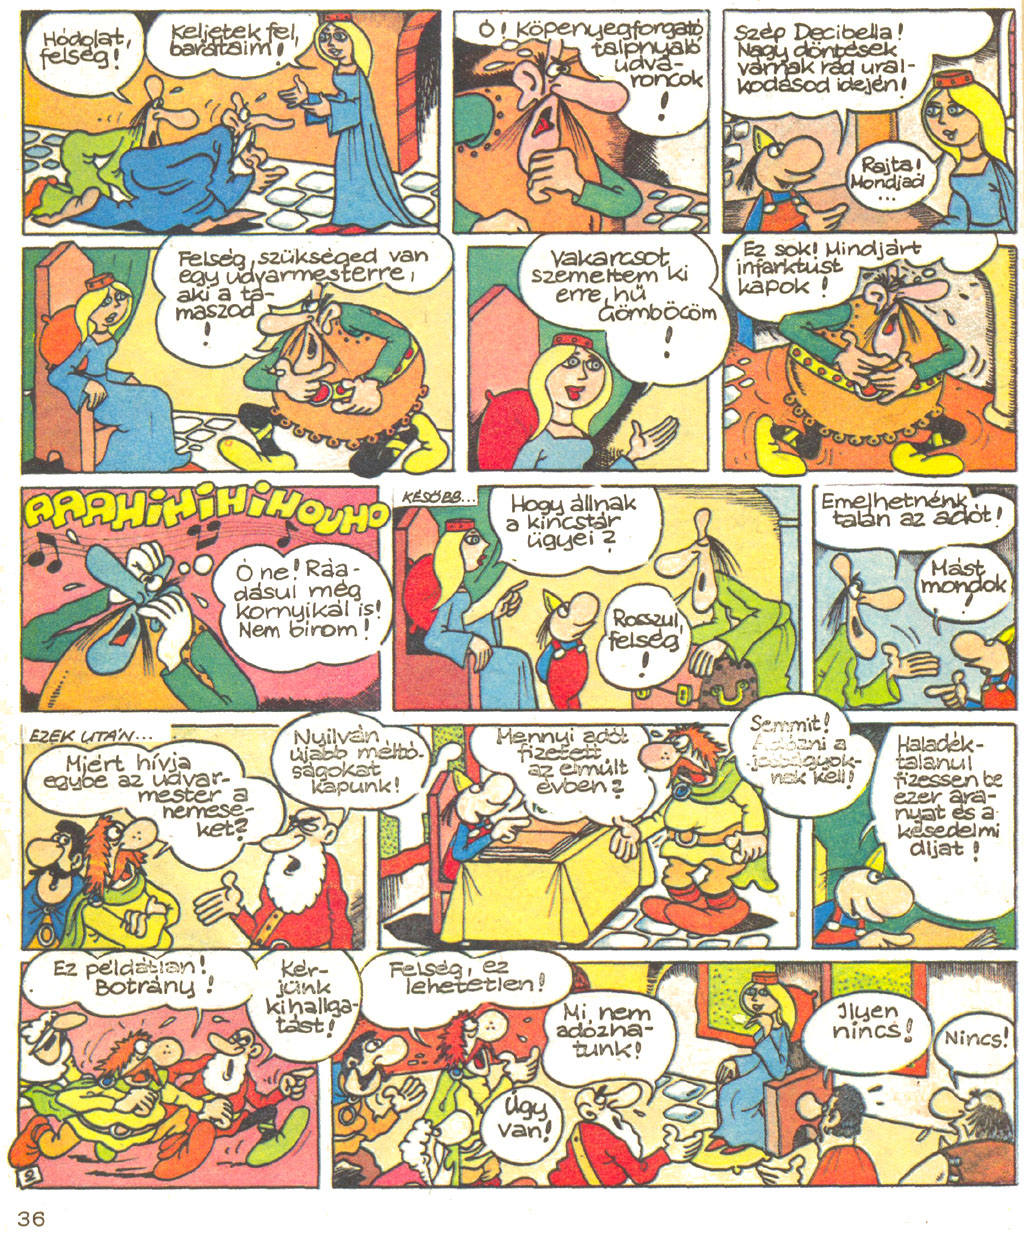 Hódolat,
felség!
Keljetek fel,
barátaim!
Ó! Köpenyegforgató
talpnyaló
udva-
roncok
!
Szép Decibella!
Nagy döntések
várnak rád ural-
kodásod idején!
Rajta!
Mondjad
...
Felség, szükséged van
egy udvarmesterre,
aki a tá-
maszod
!
Vakarcsot
szemeltem ki
erre, hű
Gömböcöm
!
Ez sok! Mindjárt
infarktust
kapok!
AAAHIHIHIHOUHO
Ó ne! Rá-
adásul még
kornyikál is!
Nem bírom!
KÉSŐBB...
Hogy állnak
a kincstár
ügyei?
Rosszul,
felség
!
Emelhetnénk
talán az adót!
Mást
mondok
!
EZEK UTÁN...
Miért hívja
egybe az udvar-
mester a
nemese-
ket?
Nyilván
újabb méltó-
ságokat
kapunk!
Mennyi adót
fizetett
az elmúlt
évben?
Semmit!
Adózni a
jobbágyok-
nak kell!
Haladék-
talanul
fizessen be
ezer ara-
nyat és a
késedelmi
díjat!
Ez példátlan!
Botrány!
Kér-
jünk
kihallga-
tást!
Felség, ez
lehetetlen!
Mi, nem
adózha-
tunk!
Úgy
van!
Ilyen
nincs!
Nincs!
2
36